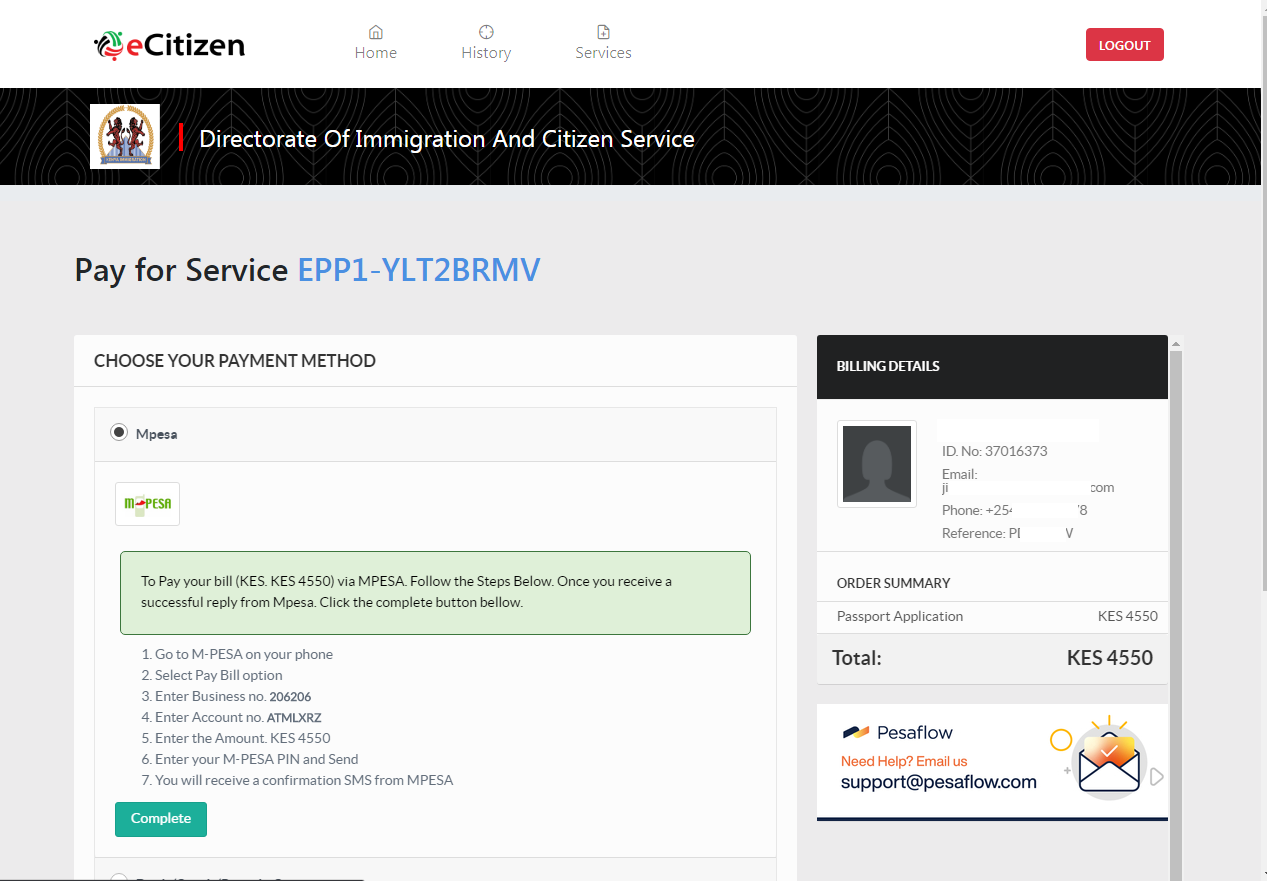 eCitizen
Home
History
Services
LOGOUT
KENYA IMMIGRATION
Directorate Of Immigration And Citizen Service
Pay for Service EPP1-YLT2BRMV
CHOOSE YOUR PAYMENT METHOD
Mpesa
M-PESA
To Pay your bill (KES. KES 4550) via MPESA. Follow the Steps Below. Once you receive a
successful reply from Mpesa. Click the complete button bellow.
1. Go to M-PESA on your phone
2. Select Pay Bill option
3. Enter Business no. 206206
4. Enter Account no. ATMLXRZ
5. Enter the Amount. KES 4550
6. Enter your M-PESA PIN and Send
7. You will receive a confirmation SMS from MPESA
Complete
BILLING DETAILS
ID. No: 37016373
Email:
ji com
Phone: +254 78
Reference: W
ORDER SUMMARY
Passport Application KES 4550
Total: KES 4550
Pesaflow
Need Help? Email us
support@pesaflow.com